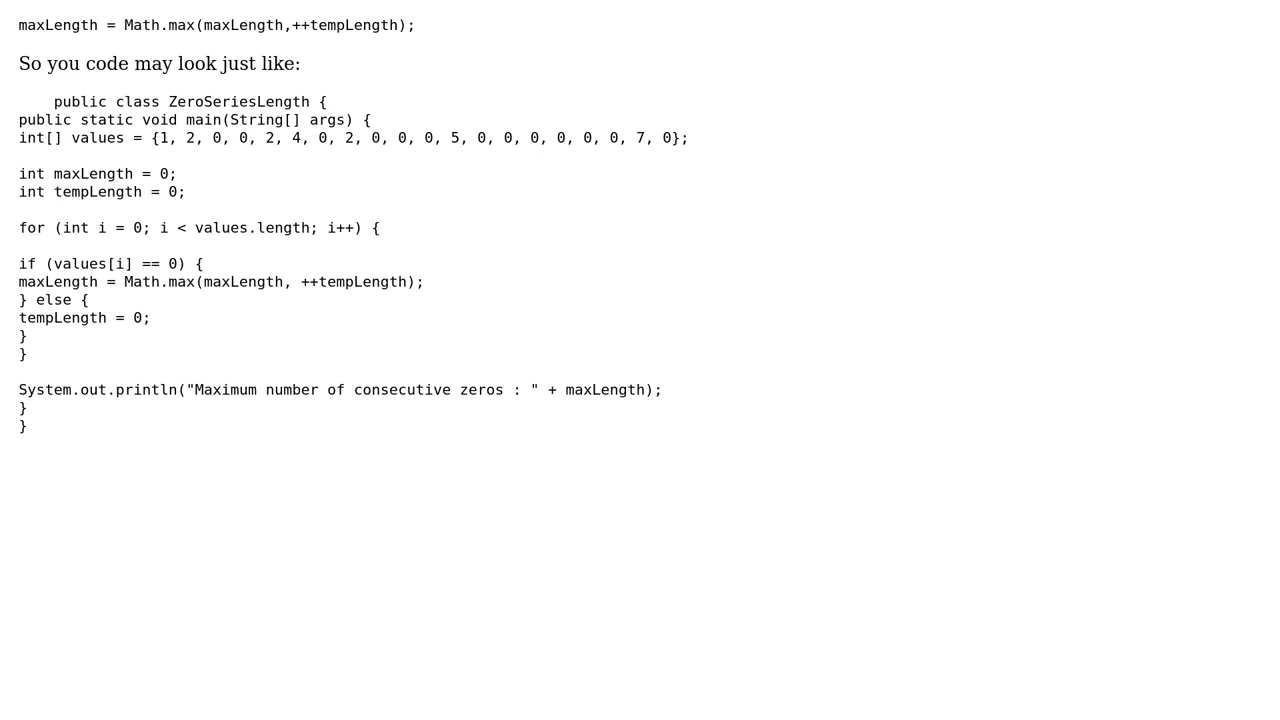 maxLength = Math.max(maxLength,++tempLength);
So you code may look just like:
public class ZeroSeriesLength {
public static void main(String[] args) {
int[] values = {1, 2, 0, 0, 2, 4, 0, 2, 0, 0, 0, 5, 0, 0, 0, 0, 0, 0, 7, 0};
int maxLength = 0;
int tempLength = 0;
for (int i = 0; i < values.length; i++) {
if (values[i] == 0) {
maxLength = Math.max(maxLength, ++tempLength);
} else {
tempLength = 0;
}
}
System.out.println("Maximum number of consecutive zeros : " + maxLength);
}
}